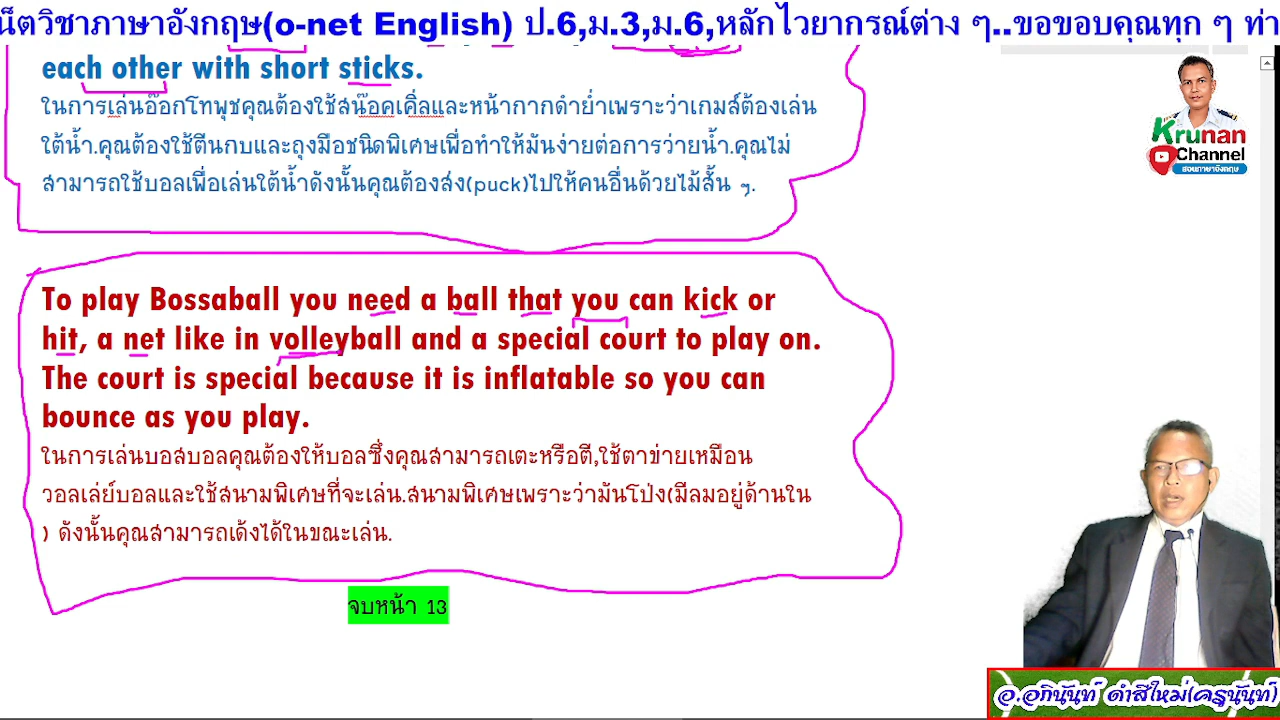 น็ตวิชาภาษาอังกฤษ(o-net English) ป.6,ม.3,ม.6,หลักไวยากรณ์ต่าง ๆ..ขอขอบคุณทุก ๆ ท่า
each other with short sticks.
ในการเล่นอ๊อกโทพุชคุณต้องใช้สน๊อคเคิ่ลและหน้ากากดำย่ำเพราะว่าเกมส์ต้องเล่น
ใต้น้ำ.คุณต้องใช้ตีนกบและถุงมือชนิดพิเศษเพื่อทำให้มันง่ายต่อการว่ายน้ำ.คุณไม่
สามารถใช้บอลเพื่อเล่นใต้น้ำดังนั้นคุณต้องส่ง(puck)ไปให้คนอื่นด้วยไม้สั้น ๆ.
Krunan
Channel
สอนภาษาอังกฤษ
To play Bossaball you need a ball that you can kick or
hit, a net like in volleyball and a special court to play on.
The court is special because it is inflatable so you can
bounce as you play.
ในการเล่นบอสบอลคุณต้องให้บอลซึ่งคุณสามารถเตะหรือตี,ใช้ตาข่ายเหมือน
วอลเล่ย์บอลและใช้สนามพิเศษที่จะเล่น.สนามพิเศษเพราะว่ามันโป่ง(มีลมอยู่ด้านใน
) ดังนั้นคุณสามารถเด้งได้ในขณะเล่น.
จบหน้า 13
อ.อภินันท์ ดำสีใหม่(ครูนันท์)